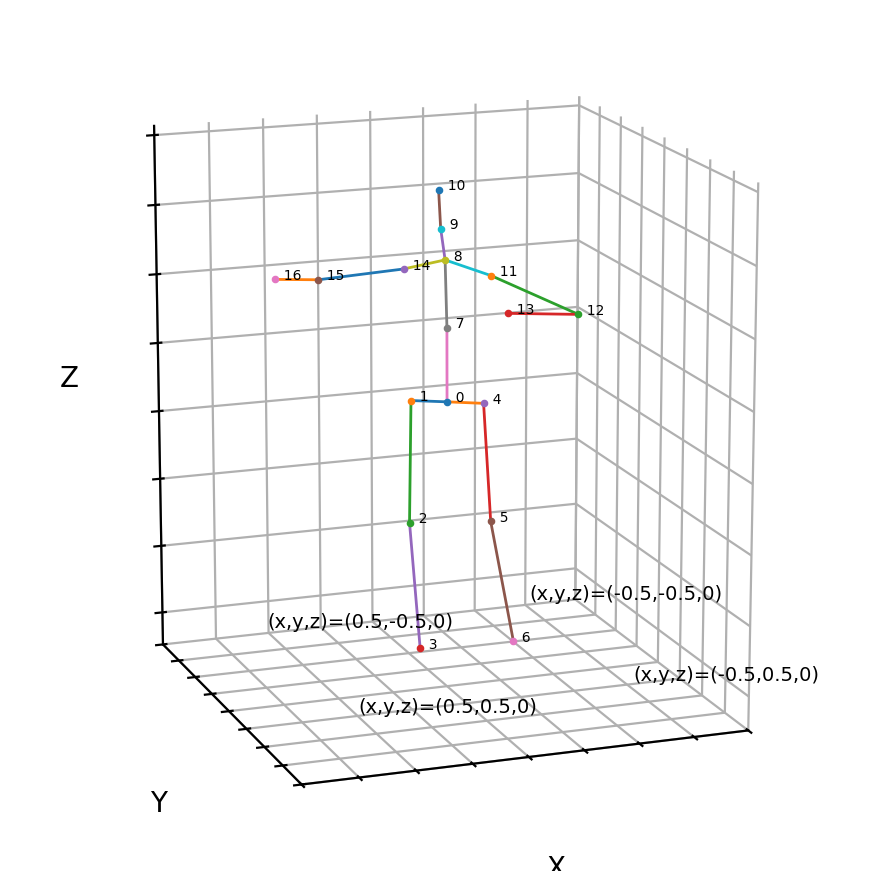 10
9
8
11
14
16
15
13
12
7
Z
1
0
4
2
5
(x,y,z)=(-0.5,-0.5,0)
(x,y,z)=(0.5,-0.5,0)
6
3
(x,y,z)=(-0.5,0.5,0)
(x,y,z)=(0.5,0.5,0)
Y
X